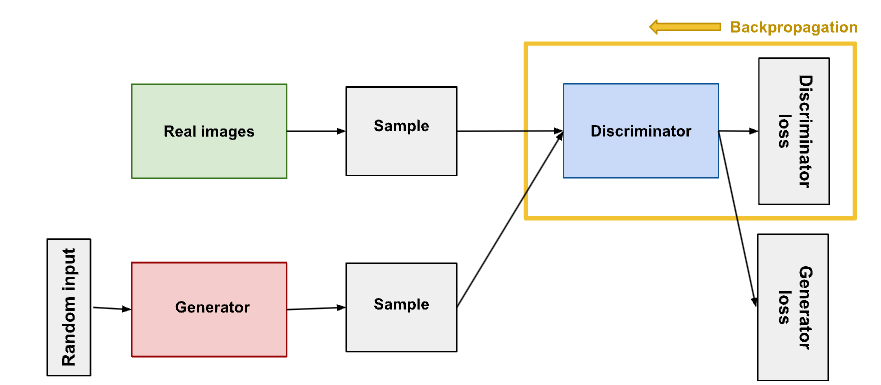 Backpropagation
Real images
Sample
Discriminator
Discriminator
loss
Random input
Generator
Sample
Generator
loss